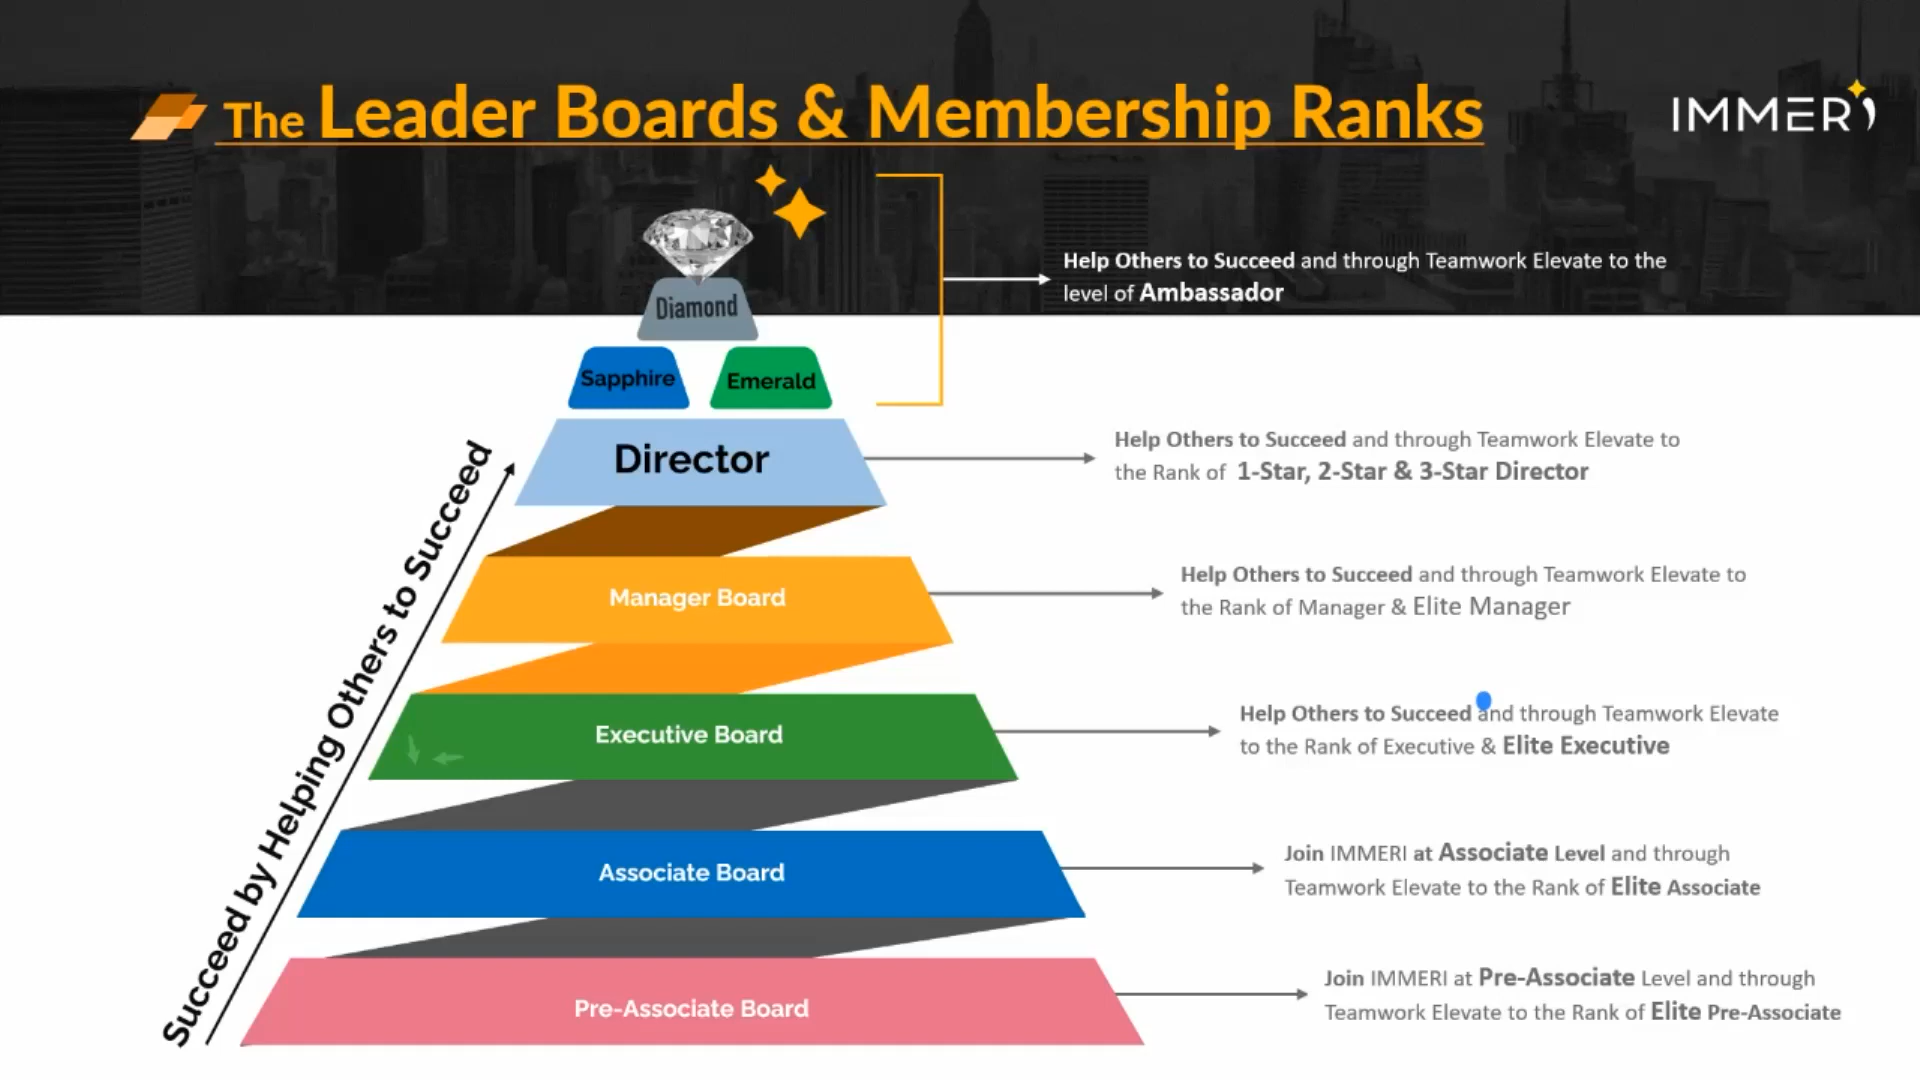 The Leader Boards & Membership Ranks
IMMERI
Diamond
Help Others to Succeed and through Teamwork Elevate to the
level of Ambassador
Sapphire
Emerald
Director
Help Others to Succeed and through Teamwork Elevate to
the Rank of 1-Star, 2-Star & 3-Star Director
Manager Board
Help Others to Succeed and through Teamwork Elevate to
the Rank of Manager & Elite Manager
Executive Board
Help Others to Succeed and through Teamwork Elevate
to the Rank of Executive & Elite Executive
Associate Board
Join IMMERI at Associate Level and through
Teamwork Elevate to the Rank of Elite Associate
Pre-Associate Board
Join IMMERI at Pre-Associate Level and through
Teamwork Elevate to the Rank of Elite Pre-Associate
Succeed by Helping Others to Succeed